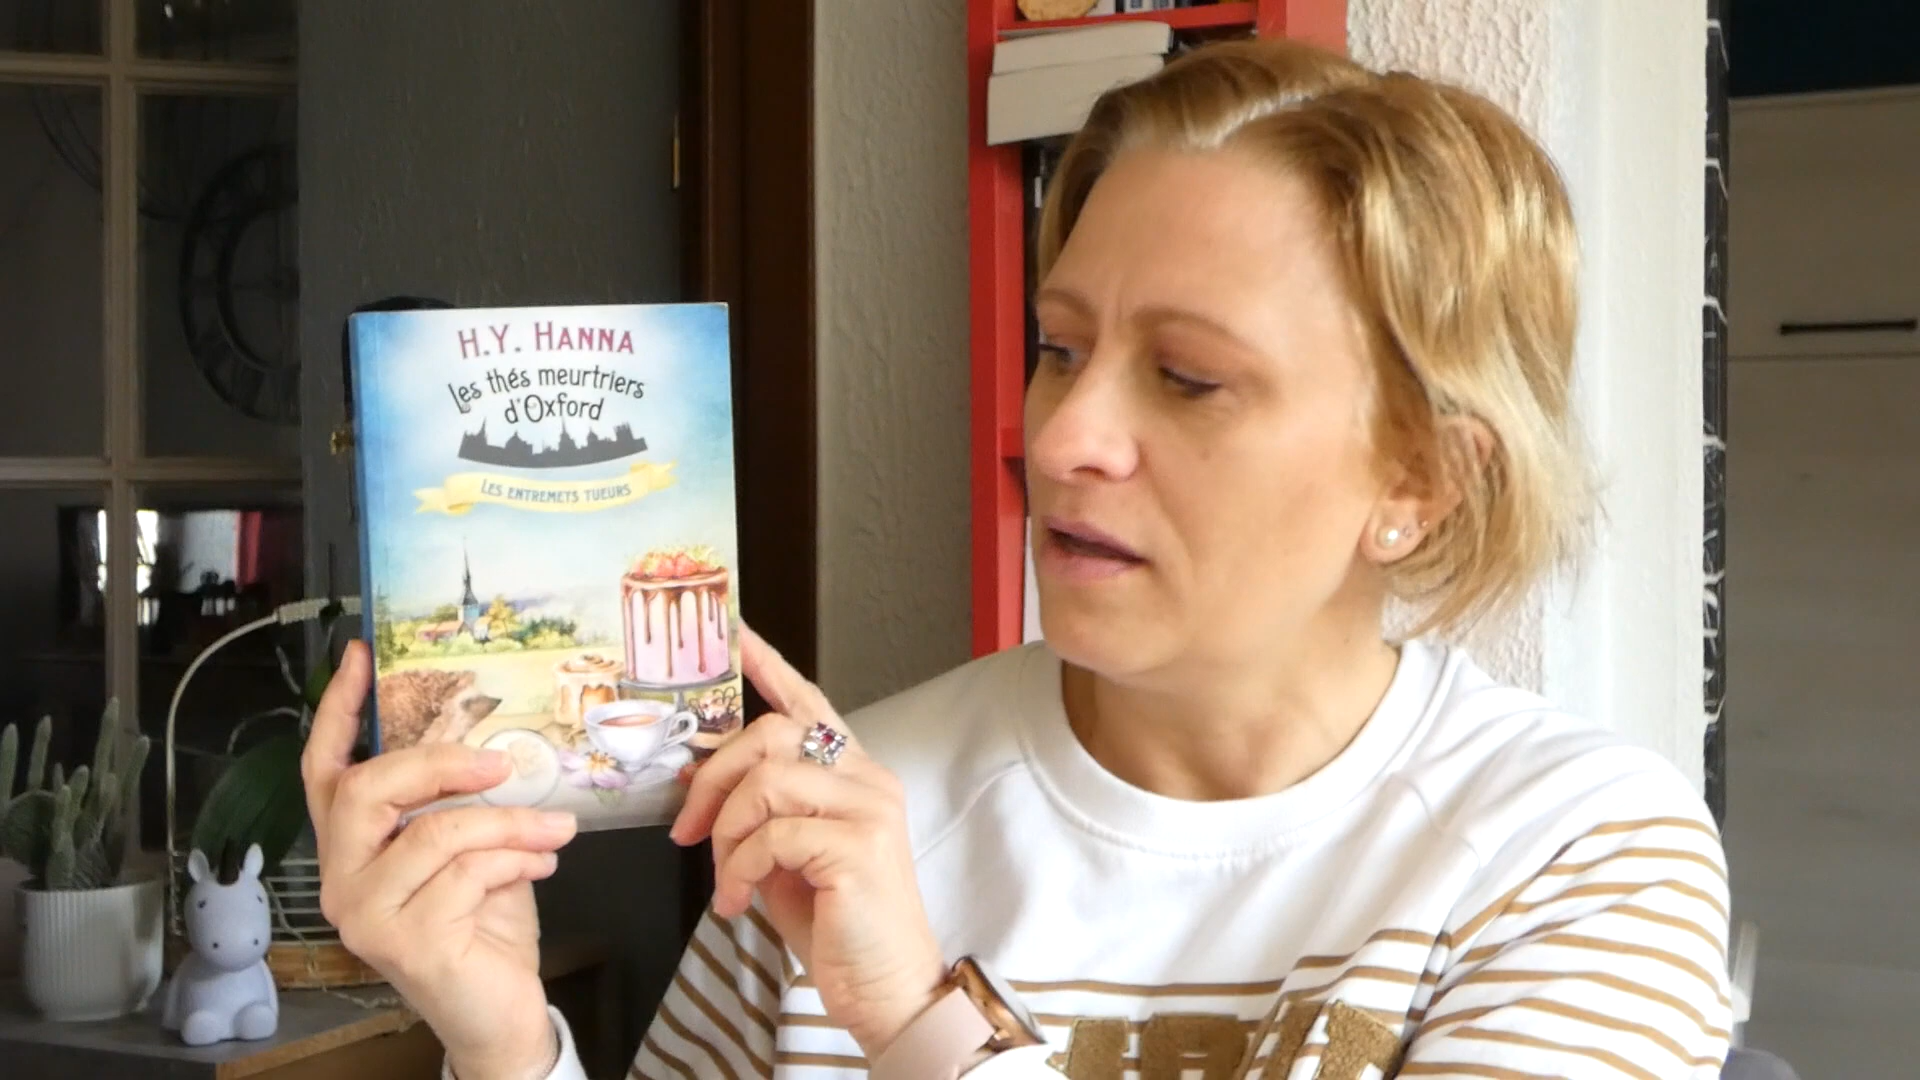 H.Y. HANNA
les thés meurtriers
d'Oxford
LES ENTREMETS TUEURS